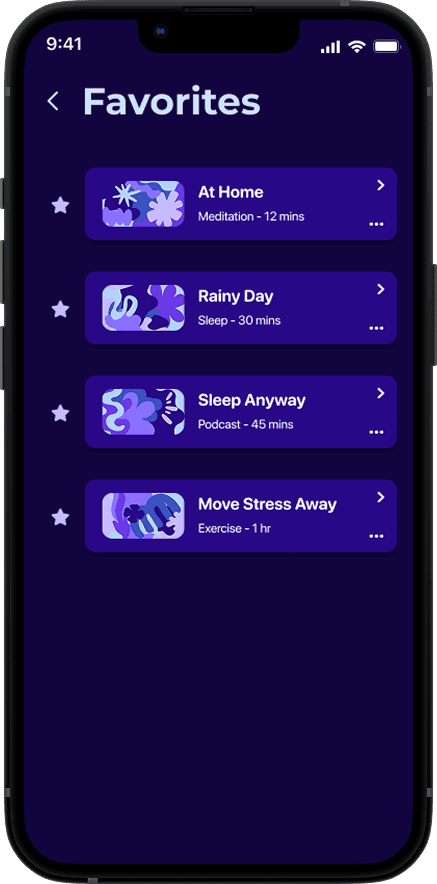 9:41
Favorites
At Home
Meditation - 12 mins
Rainy Day
Sleep - 30 mins
Sleep Anyway
Podcast - 45 mins
Move Stress Away
Exercise - 1 hr